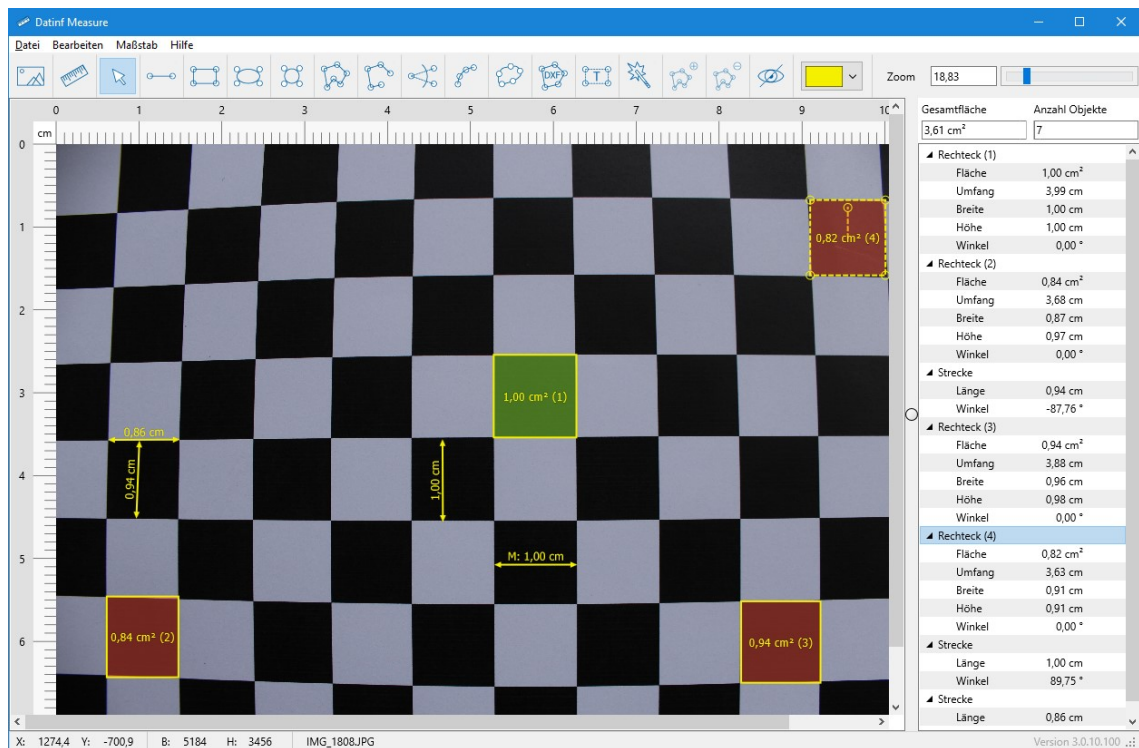 Datinf Measure
Datei Bearbeiten Maßstab Hilfe
DXF T Zoom 18,83
0 1 2 3 4 5 6 7 8 9 10
cm
0
1
2
3
4
5
6
0,82 cm² (4)
1,00 cm² (1)
0,86 cm
0,94 cm
1,00 cm
M: 1,00 cm
0,84 cm² (2)
0,94 cm² (3)
Gesamtfläche Anzahl Objekte
3,61 cm² 7
Rechteck (1)
Fläche 1,00 cm²
Umfang 3,99 cm
Breite 1,00 cm
Höhe 1,00 cm
Winkel 0,00 °
Rechteck (2)
Fläche 0,84 cm²
Umfang 3,68 cm
Breite 0,87 cm
Höhe 0,97 cm
Winkel 0,00 °
Strecke
Länge 0,94 cm
Winkel -87,76 °
Rechteck (3)
Fläche 0,94 cm²
Umfang 3,88 cm
Breite 0,96 cm
Höhe 0,98 cm
Winkel 0,00 °
Rechteck (4)
Fläche 0,82 cm²
Umfang 3,63 cm
Breite 0,91 cm
Höhe 0,91 cm
Winkel 0,00 °
Strecke
Länge 1,00 cm
Winkel 89,75 °
Strecke
Länge 0,86 cm
X: 1274,4 Y: -700,9 B: 5184 H: 3456 IMG_1808.JPG Version 3.0.10.100